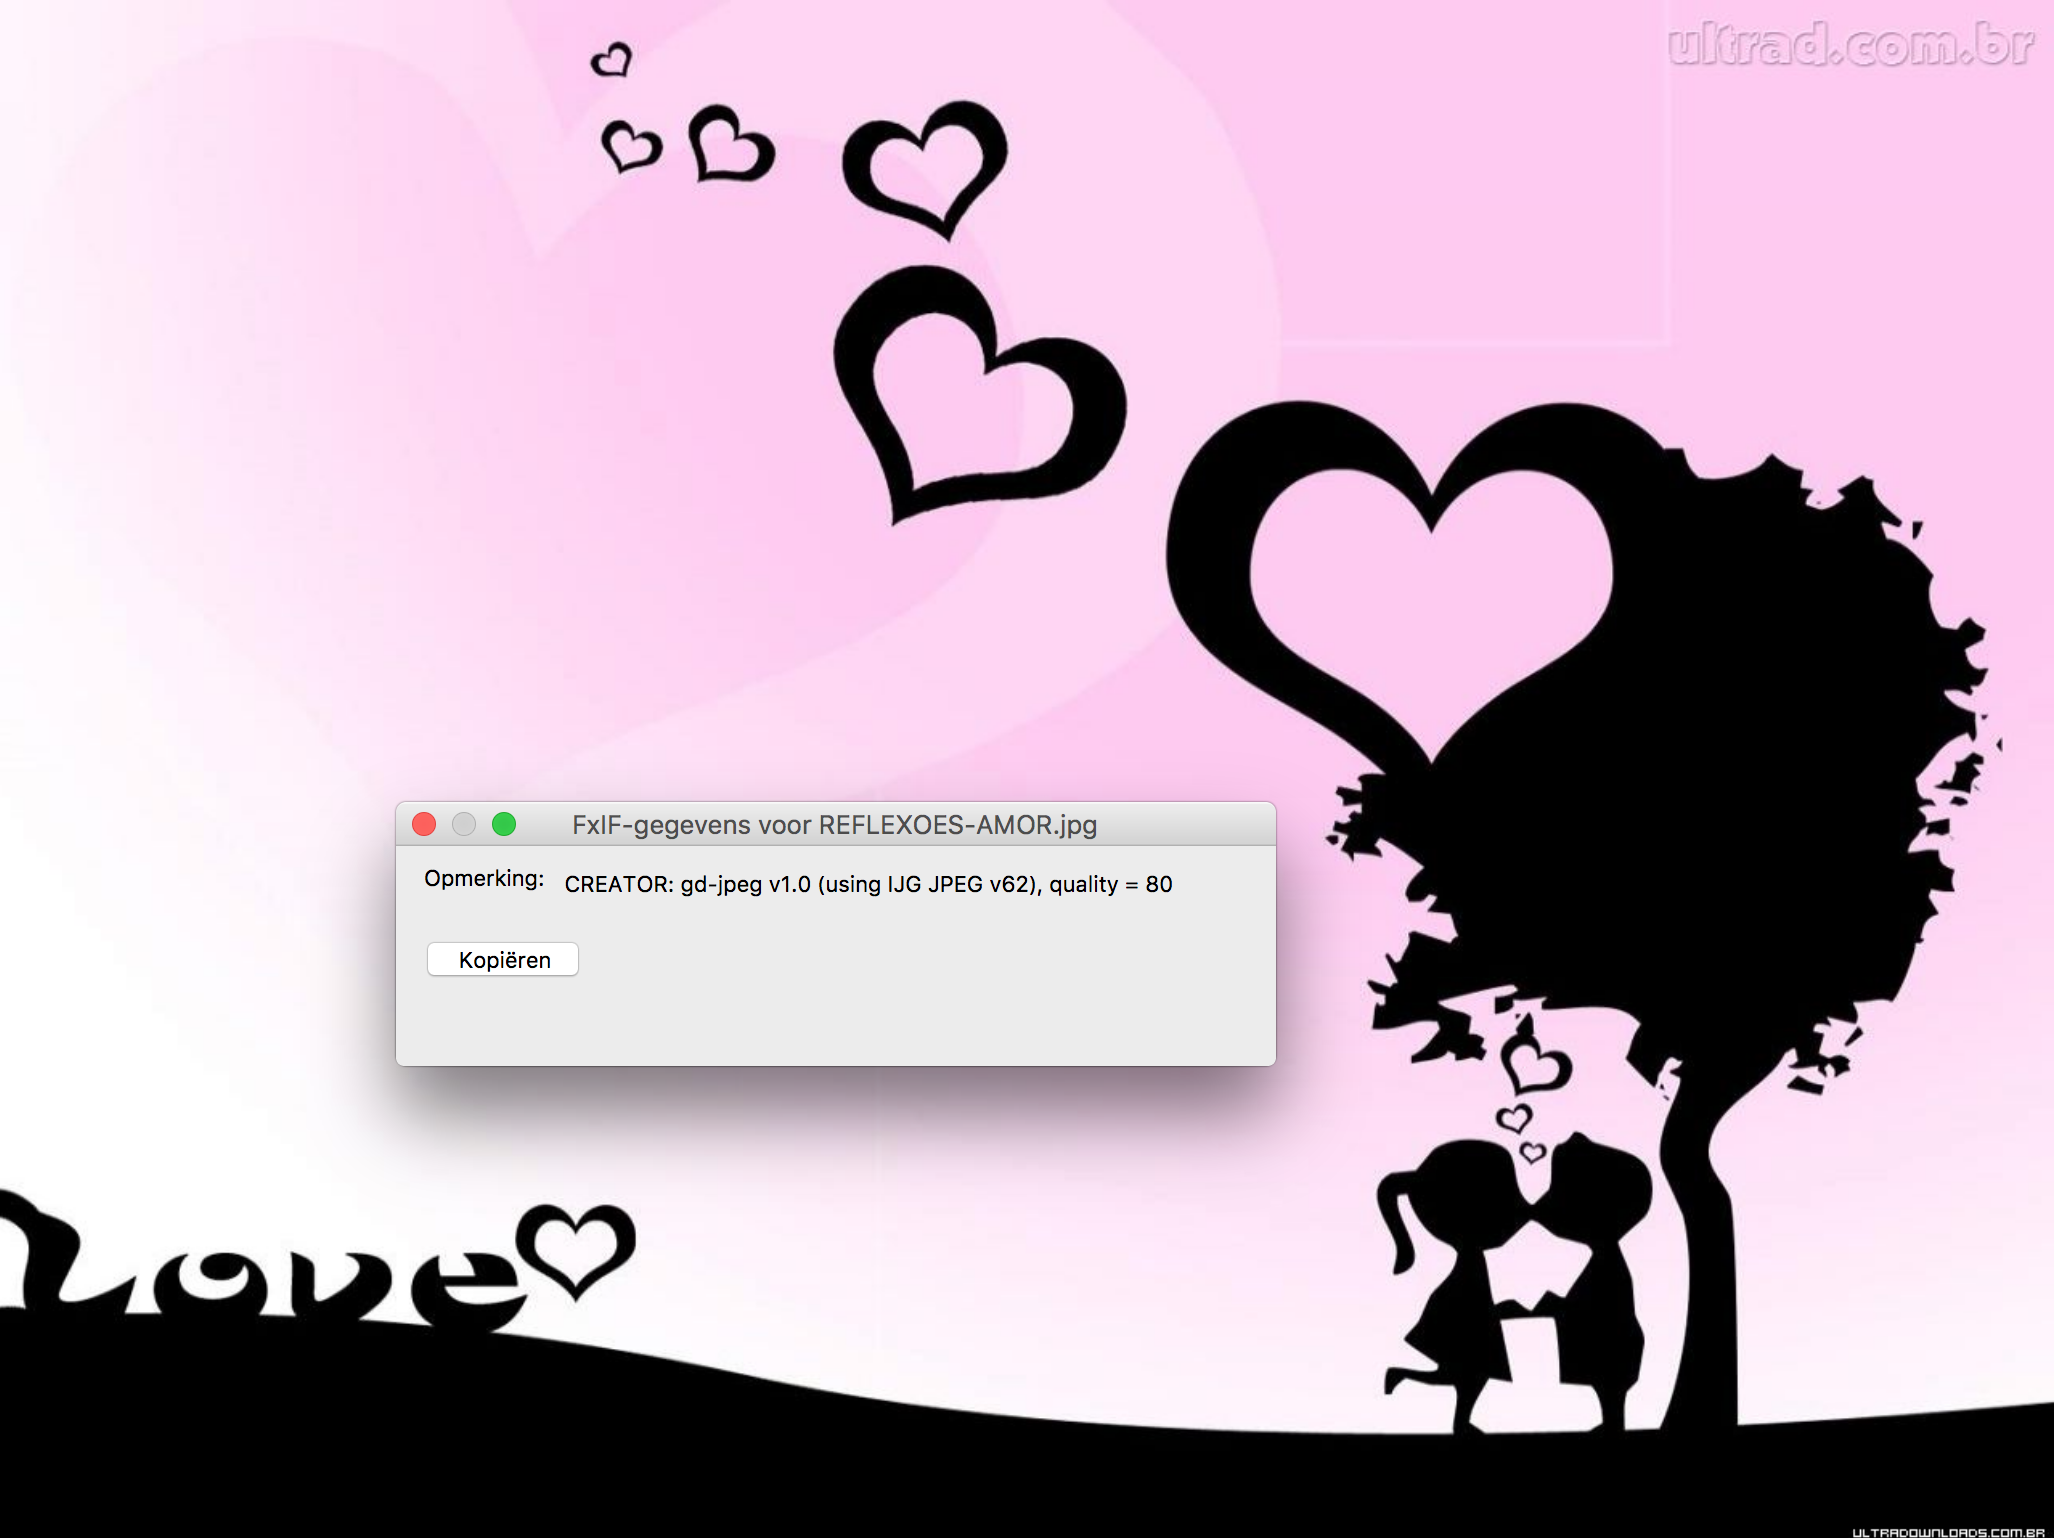 ultrad.com.br
FxIF-gegevens voor REFLEXOES-AMOR.jpg
Opmerking: CREATOR: gd-jpeg v1.0 (using IJG JPEG v62), quality = 80
Kopiëren
Love
ULTRADOWNLOADS.COM.BR